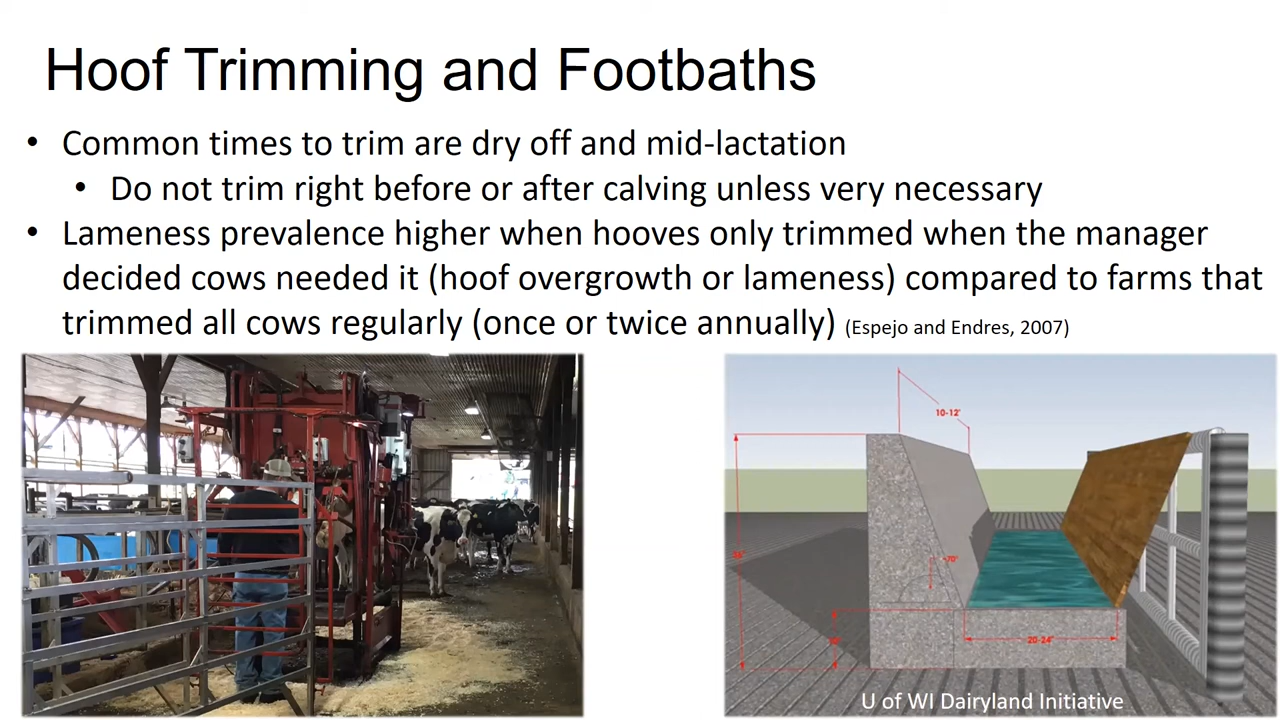 Hoof Trimming and Footbaths
• Common times to trim are dry off and mid-lactation
• Do not trim right before or after calving unless very necessary
• Lameness prevalence higher when hooves only trimmed when the manager
decided cows needed it (hoof overgrowth or lameness) compared to farms that
trimmed all cows regularly (once or twice annually) (Espejo and Endres, 2007)
10-12'
~70°
20-24"
U of WI Dairyland Initiative